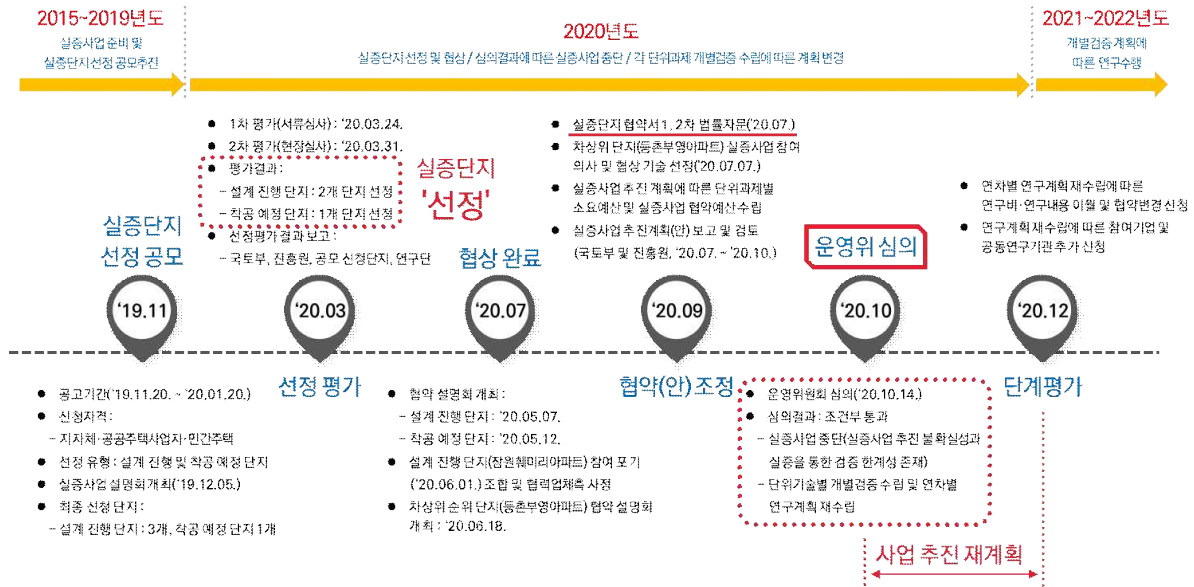 2015~2019년도
실증사업 준비 및
실증단지 선정 공모추진
2020년도
실증단지 선정 및 협상 / 심의결과에 따른 실증사업 중단 / 각 단위과제 개별검증 수립에 따른 계획 변경
2021~2022년도
개별검증 계획에
따른 연구수행
● 1차 평가(서류심사) : ‘20.03.24.
● 2차 평가(현장실사) : ‘20.03.31.
● 평가결과 :
– 설계 진행 단지 : 2개 단지 선정
– 착공 예정 단지 : 1개 단지 선정
● 선정평가 결과 보고 :
– 국토부, 진흥원, 공모 신청단지, 연구단
실증단지
'선정'
● 실증단지 협약서 1, 2차 법률자문(‘20.07.)
● 차상위 단지(등촌부영아파트) 실증사업 참여
의사 및 협상 기술 선정(‘20.07.07.)
● 실증사업 추진 계획에 따른 단위과제별
소요예산 및 실증사업 협약예산 수립
● 실증사업 추진계획(안) 보고 및 검토
(국토부 및 진흥원, ‘20.07. ~ ‘20.10.)
● 연차별 연구계획 재수립에 따른
연구비·연구내용 이월 및 협약변경 신청
● 연구계획 재수립에 따른 참여기업 및
공동연구기관 추가 신청
실증단지
선정 공모
협상 완료
운영위 심의
‘19.11
‘20.03
‘20.07
‘20.09
‘20.10
‘20.12
선정 평가
협약(안) 조정
단계평가
● 공고기간(‘19.11.20. ~ ‘20.01.20.)
● 신청자격 :
– 지자체·공공주택사업자·민간주택
● 선정 유형 : 설계 진행 및 착공 예정 단지
● 실증사업 설명회 개최(‘19.12.05.)
● 최종 신청 단지 :
– 설계 진행 단지 : 3개, 착공 예정 단지 1개
● 협약 설명회 개최 :
– 설계 진행 단지 : ‘20.05.07.
– 착공 예정 단지 : ‘20.05.12.
● 설계 진행 단지(잠원훼미리아파트) 참여 포기
(‘20.06.01.) 조합 및 협력업체측 사정
● 차상위 순위 단지(등촌부영아파트) 협약 설명회
개최 : ‘20.06.18.
● 운영위원회 심의(‘20.10.14.)
● 심의결과 : 조건부 통과
– 실증사업 중단(실증사업 추진 불확실성과
실증을 통한 검증 한계성 존재)
– 단위기술별 개별검증 수립 및 연차별
연구계획 재수립
사업 추진 재계획